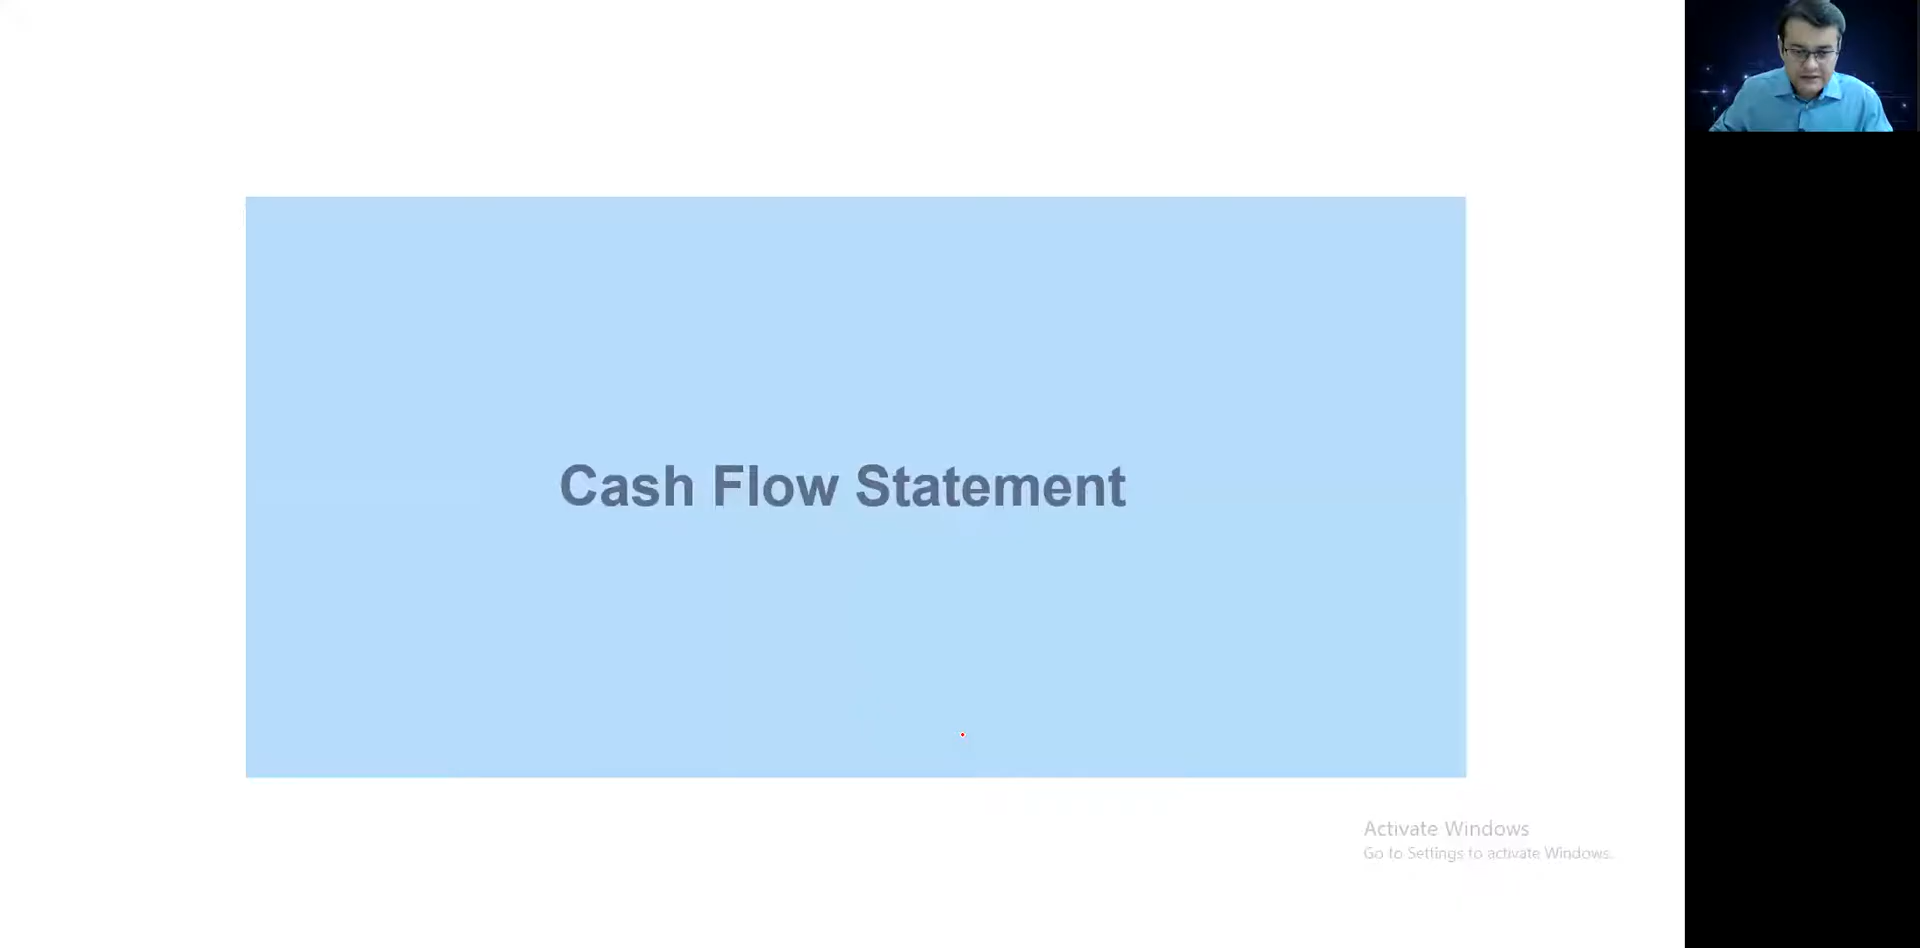 Cash Flow Statement
Activate Windows
Go to Settings to activate Windows.